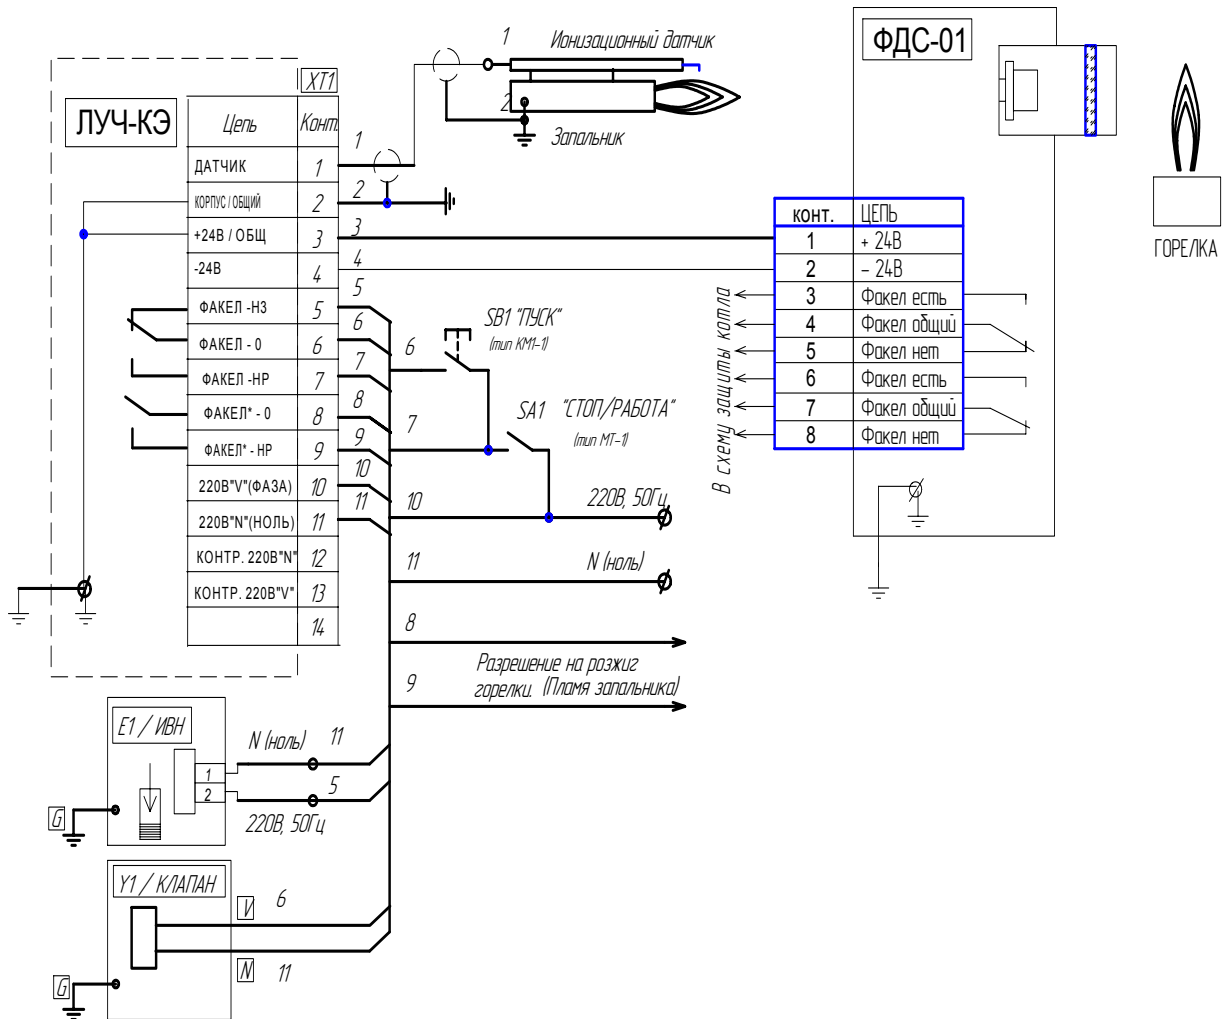 ЛУЧ-КЭ
XT1
Цепь Конт.
ДАТЧИК 1
КОРПУС / ОБЩИЙ 2
+24В / ОБЩ 3
-24В 4
ФАКЕЛ -НЗ 5
ФАКЕЛ - 0 6
ФАКЕЛ -НР 7
ФАКЕЛ* - 0 8
ФАКЕЛ* - НР 9
220В"V"(ФАЗА) 10
220В"N"(НОЛЬ) 11
КОНТР. 220В"N" 12
КОНТР. 220В"V" 13
14
1
2
3
4
5
6
7
8
9
10
11
1 Ионизационный датчик
2
Запальник
6
SB1 "ПУСК"
(тип КМ1-1)
7
SA1 "СТОП/РАБОТА"
(тип МТ-1)
10
220В, 50Гц
11
N (ноль)
8
Разрешение на розжиг
горелки. (Пламя запальника)
9
ФДС-01
конт. ЦЕПЬ
1 + 24В
2 – 24В
3 Факел есть
4 Факел общий
5 Факел нет
6 Факел есть
7 Факел общий
8 Факел нет
В схему защиты котла
ГОРЕЛКА
E1 / ИВН
N (ноль) 11
1
2
5
220В, 50Гц
G
Y1 / КЛАПАН
V 6
N 11
G